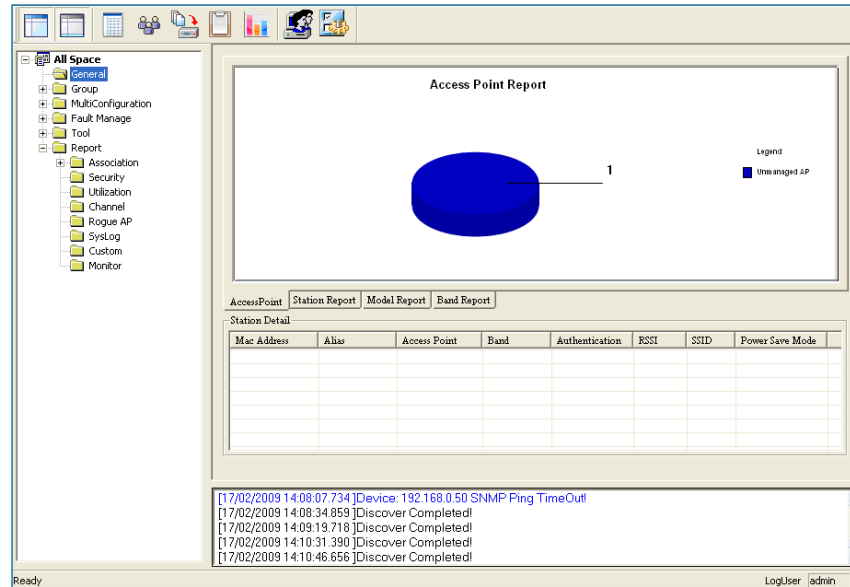 All Space
General
Group
MultiConfiguration
Fault Manage
Tool
Report
Association
Security
Utilization
Channel
Rogue AP
SysLog
Custom
Monitor
Access Point Report
1
Legend
Unmanaged AP
AccessPoint Station Report Model Report Band Report
Station Detail
Mac Address Alias Access Point Band Authentication RSSI SSID Power Save Mode
[17/02/2009 14:08:07.734 ]Device: 192.168.0.50 SNMP Ping TimeOut!
[17/02/2009 14:08:34.859 ]Discover Completed!
[17/02/2009 14:09:19.718 ]Discover Completed!
[17/02/2009 14:10:31.390 ]Discover Completed!
[17/02/2009 14:10:46.656 ]Discover Completed!
Ready LogUser admin